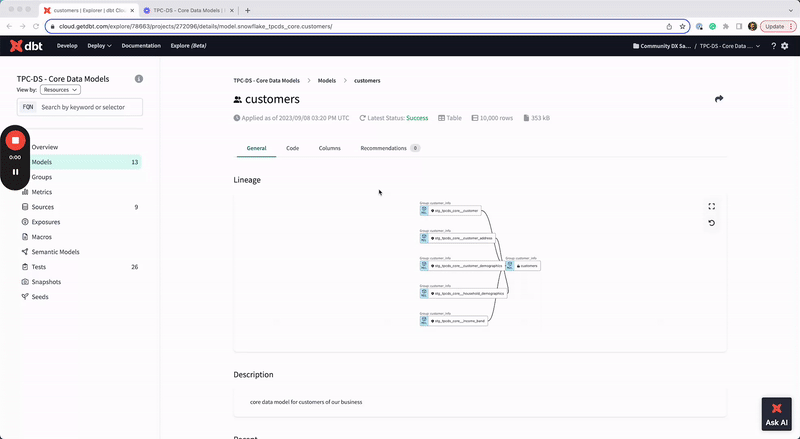 customers | Explorer | dbt Clo
TPC-DS - Core Data Models |
cloud.getdbt.com/explore/78663/projects/272096/details/model.snowflake_tpcds_core.customers/
Update
dbt
Develop
Deploy
Documentation
Explore (Beta)
Community DX Sa...
/
TPC-DS - Core Data ...
TPC-DS - Core Data Models
View by:
Resources
FQN
Search by keyword or selector
0:00
Overview
Models
13
Groups
Metrics
Sources
9
Exposures
Macros
Semantic Models
Tests
26
Snapshots
Seeds
TPC-DS - Core Data Models
Models
customers
customers
Applied as of 2023/09/08 03:20 PM UTC
Latest Status: Success
Table
10,000 rows
353 kB
General
Code
Columns
Recommendations
0
Lineage
Group: customer_info
stg_tpcds_core__customer
Group: customer_info
stg_tpcds_core__customer_address
Group: customer_info
stg_tpcds_core__customer_demographics
Group: customer_info
customers
Group: customer_info
stg_tpcds_core__household_demographics
Group: customer_info
stg_tpcds_core__income_band
Description
core data model for customers of our business
Ask AI